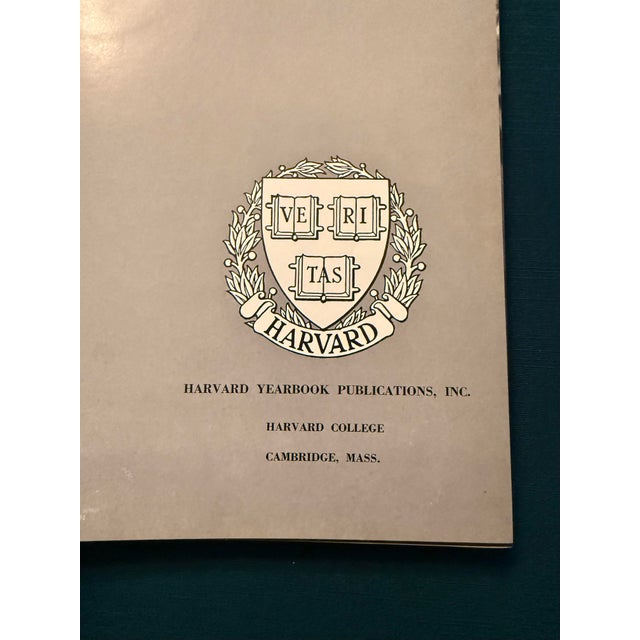 VE RI
TAS
HARVARD
HARVARD YEARBOOK PUBLICATIONS, INC.
HARVARD COLLEGE
CAMBRIDGE, MASS.